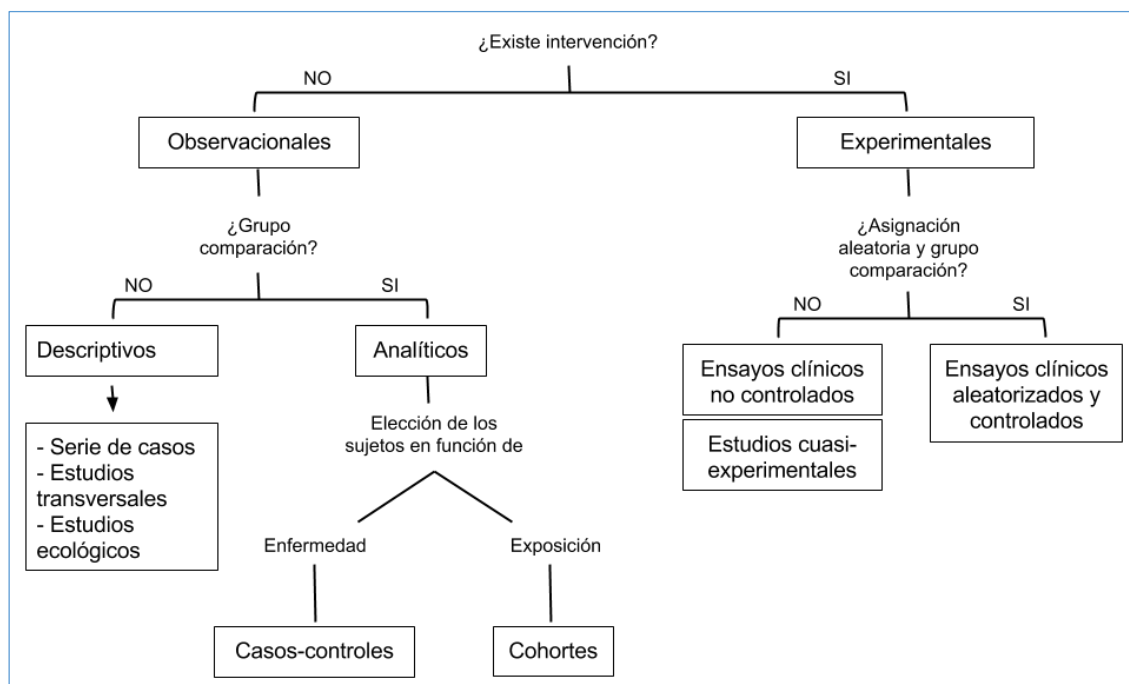 ¿Existe intervención?
NO
SI
Observacionales
Experimentales
¿Grupo
comparación?
¿Asignación
aleatoria y grupo
comparación?
NO
SI
NO
SI
Descriptivos
Analíticos
Ensayos clínicos
no controlados
Ensayos clínicos
aleatorizados y
controlados
Estudios cuasi-
experimentales
- Serie de casos
- Estudios
transversales
- Estudios
ecológicos
Elección de los
sujetos en función de
Enfermedad
Exposición
Casos-controles
Cohortes